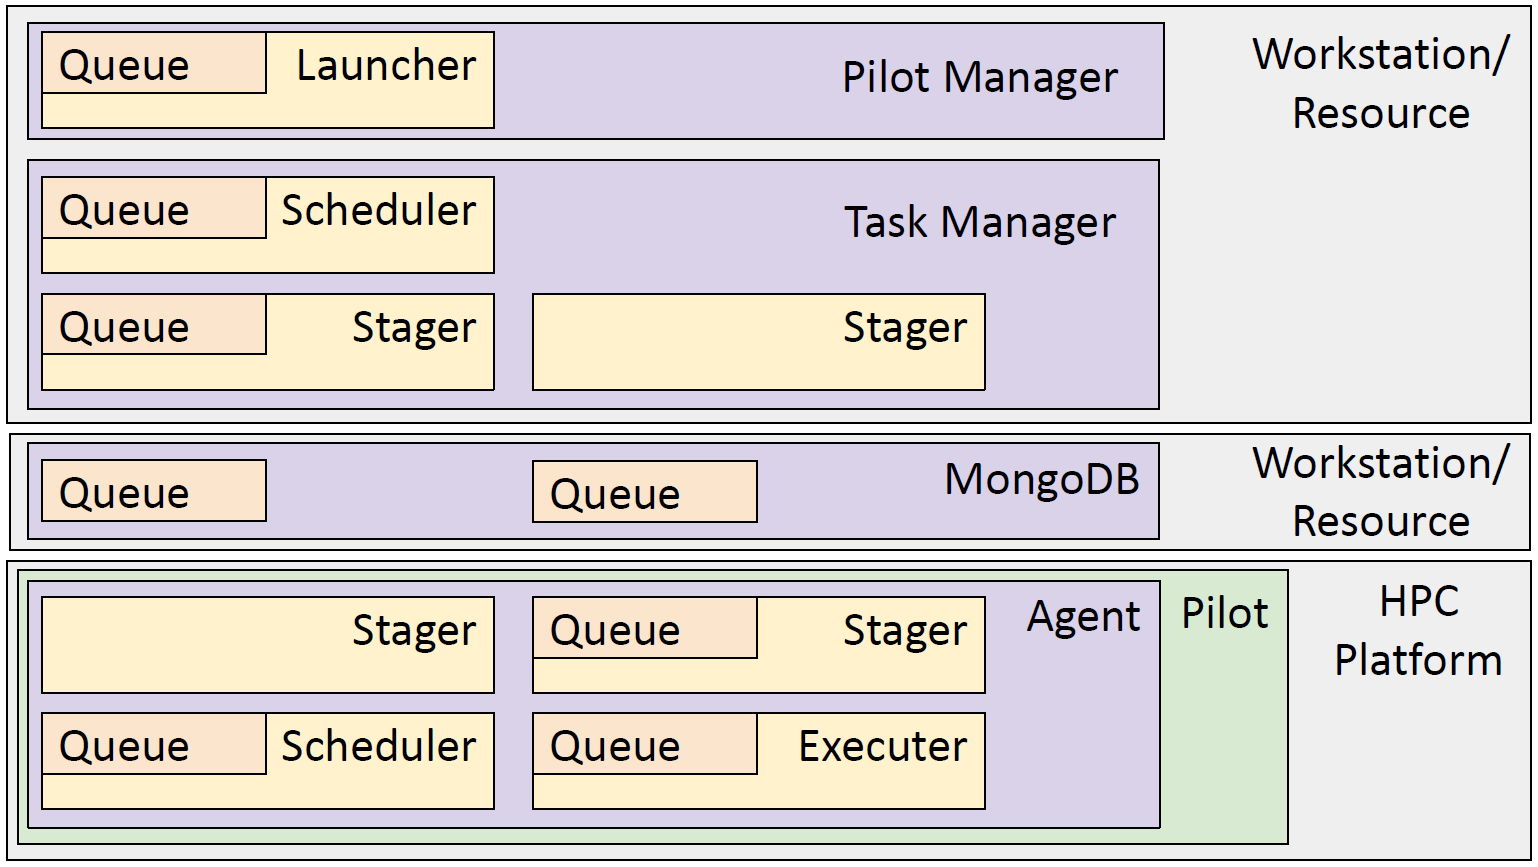 Queue Launcher
Pilot Manager
Workstation/
Resource
Queue Scheduler
Task Manager
Queue Stager
Stager
Queue
Queue
MongoDB
Workstation/
Resource
Stager
Queue Stager
Agent
Pilot
HPC
Platform
Queue Scheduler
Queue Executer